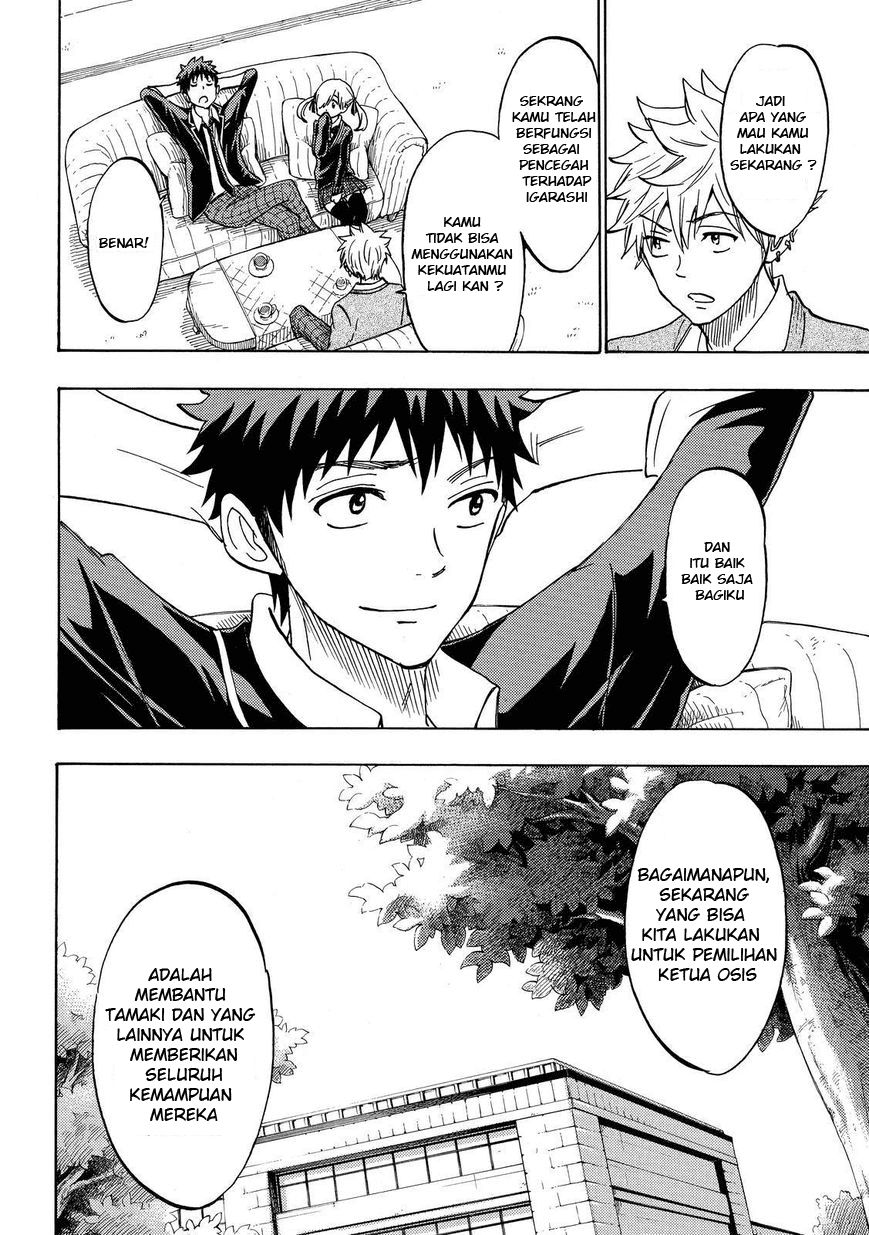 JADI
APA YANG
MAU KAMU
LAKUKAN
SEKARANG ?
SEKRANG
KAMU TELAH
BERFUNGSI
SEBAGAI
PENCEGAH
TERHADAP
IGARASHI
KAMU
TIDAK BISA
MENGGUNAKAN
KEKUATANMU
LAGI KAN ?
BENAR!
DAN
ITU BAIK
BAIK SAJA
BAGIKU
BAGAIMANAPUN,
SEKARANG
YANG BISA
KITA LAKUKAN
UNTUK PEMILIHAN
KETUA OSIS
ADALAH
MEMBANTU
TAMAKI DAN YANG
LAINNYA UNTUK
MEMBERIKAN
SELURUH
KEMAMPUAN
MEREKA